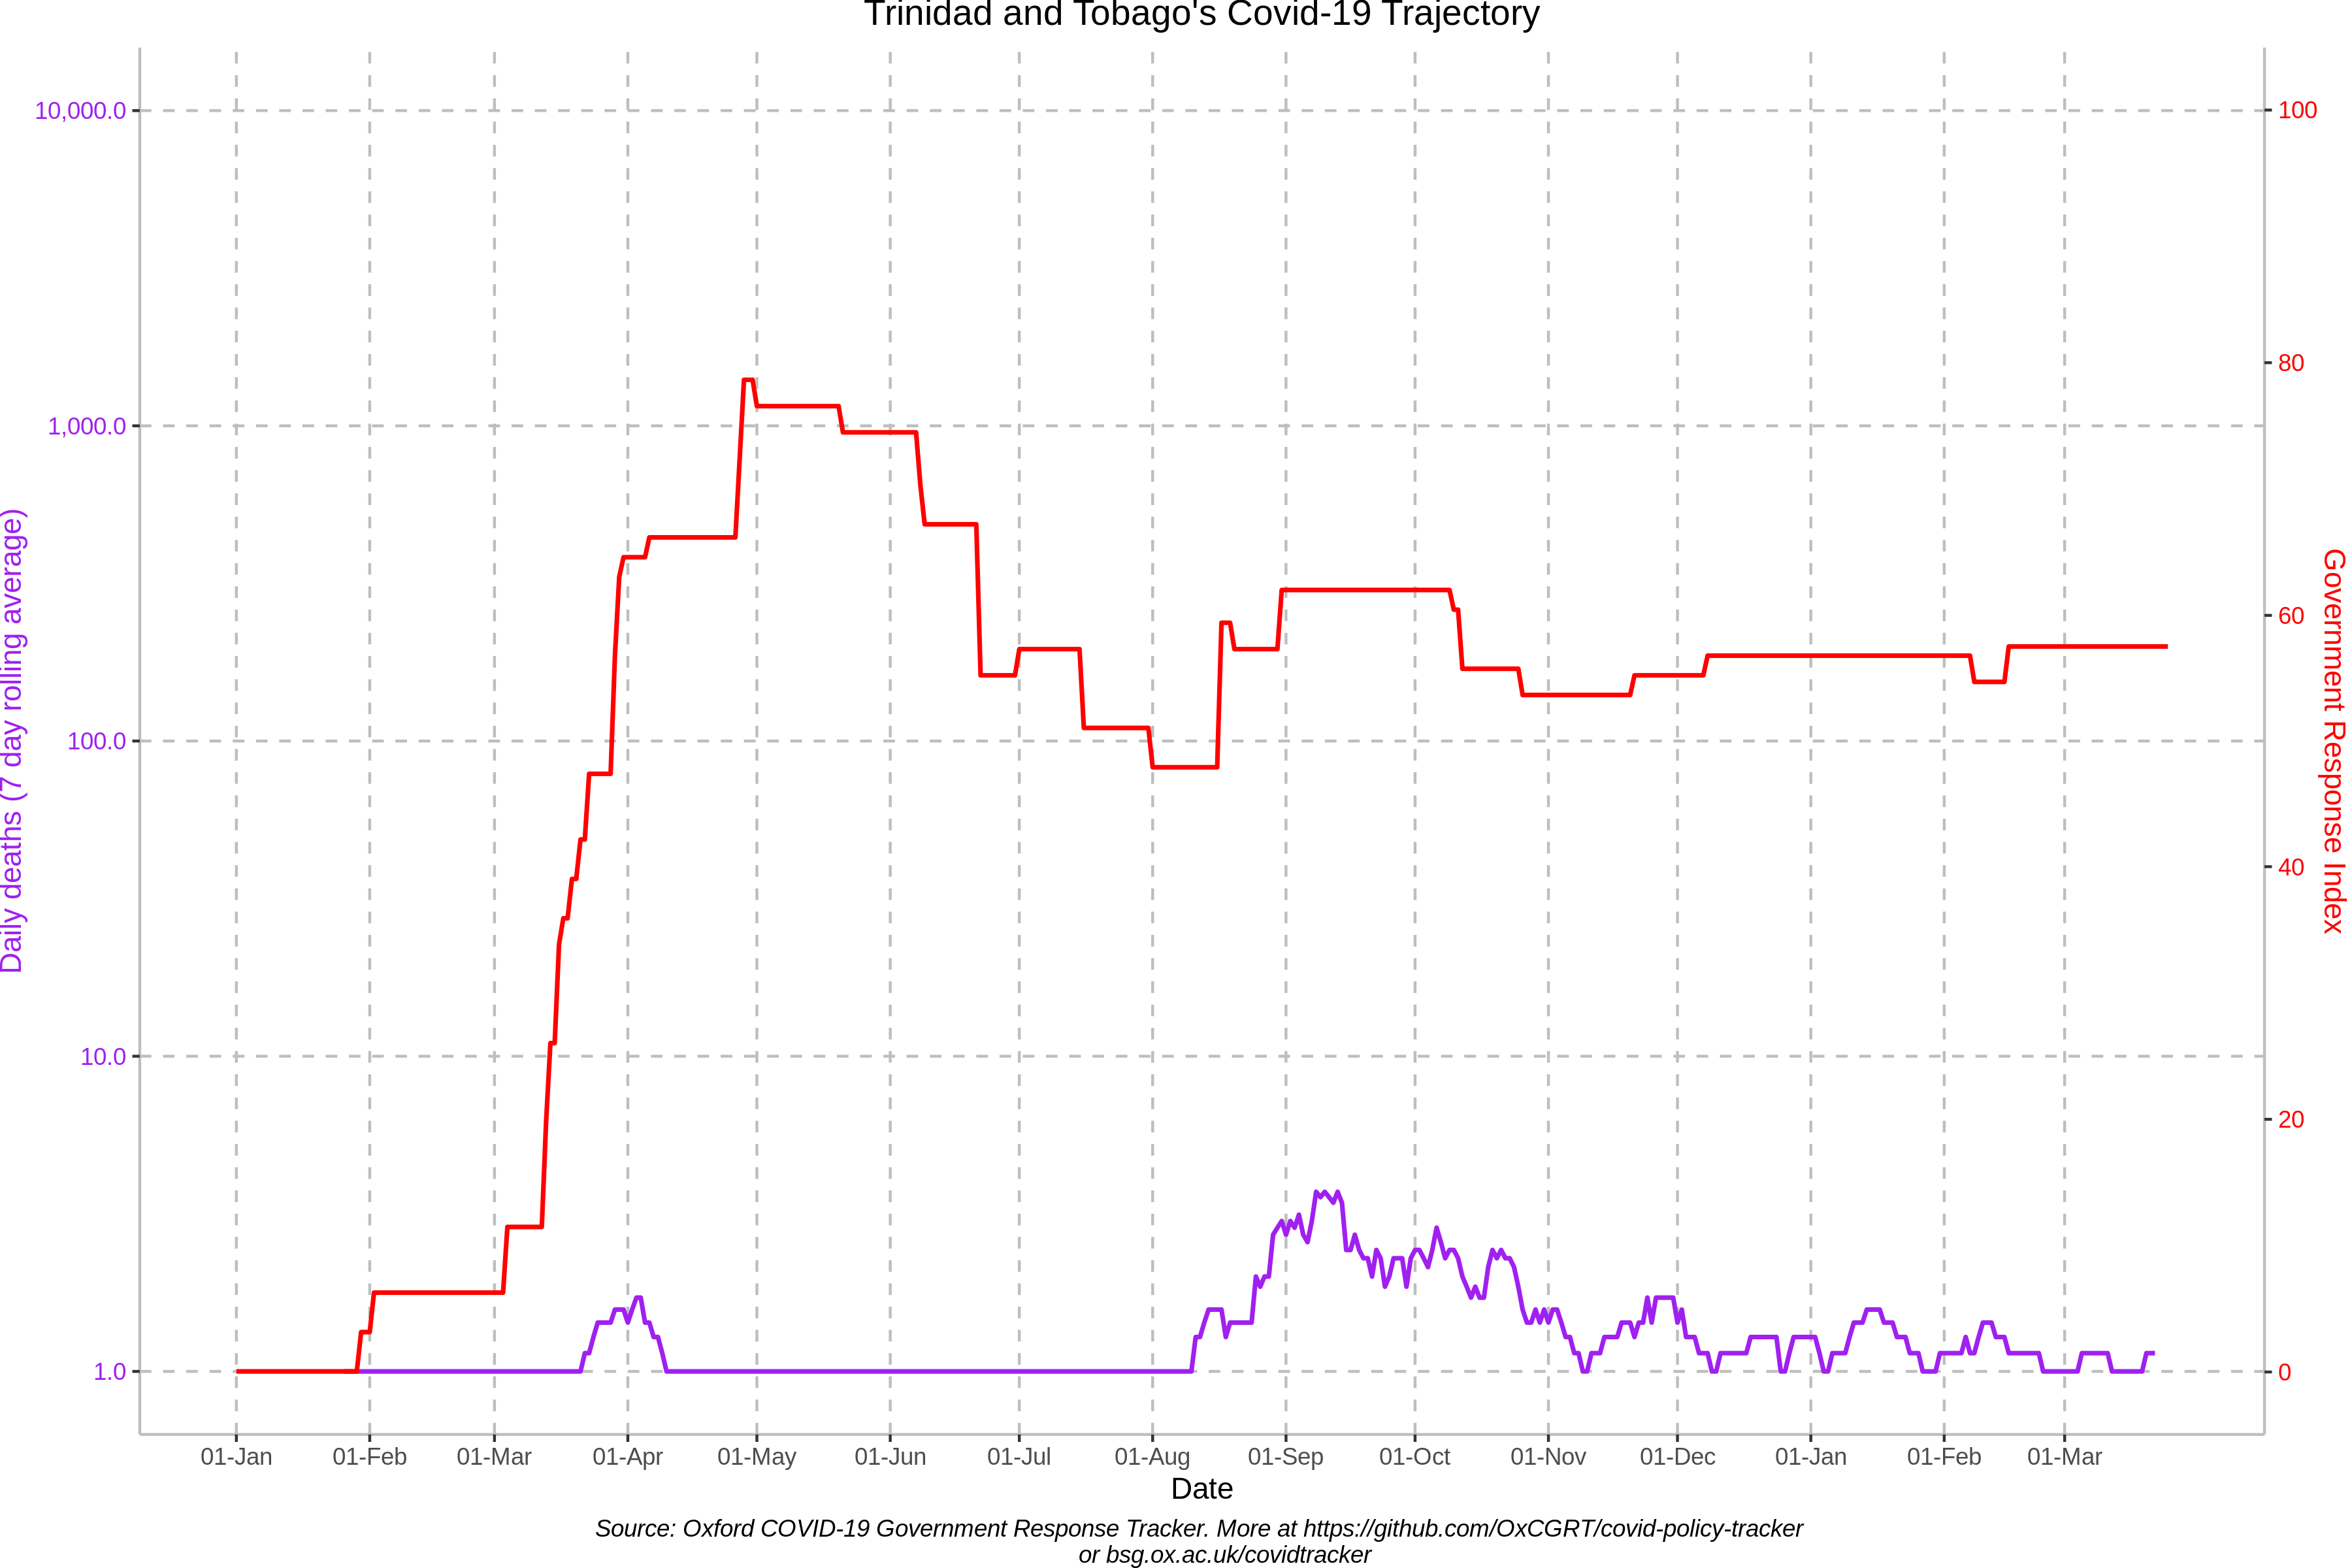 Trinidad and Tobago's Covid-19 Trajectory
10,000.0
1,000.0
100.0
10.0
1.0
Daily deaths (7 day rolling average)
100
80
60
40
20
0
Government Response Index
01-Jan 01-Feb 01-Mar 01-Apr 01-May 01-Jun 01-Jul 01-Aug 01-Sep 01-Oct 01-Nov 01-Dec 01-Jan 01-Feb 01-Mar
Date
Source: Oxford COVID-19 Government Response Tracker. More at https://github.com/OxCGRT/covid-policy-tracker
or bsg.ox.ac.uk/covidtracker